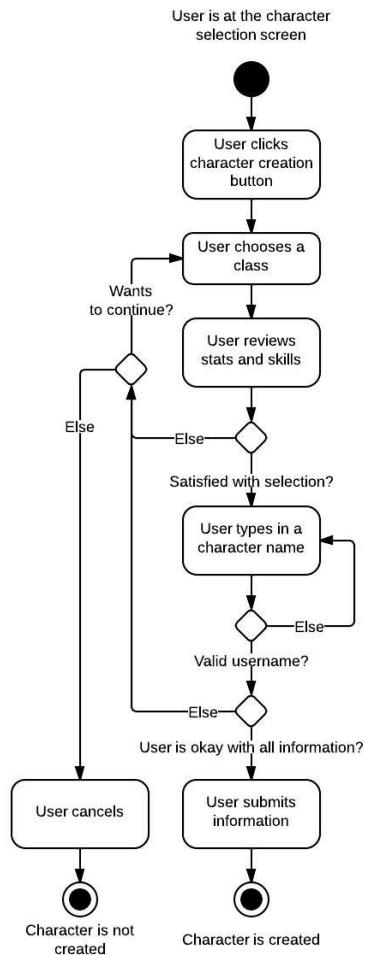 User is at the character
selection screen
User clicks
character creation
button
User chooses a
class
Wants
to continue?
User reviews
stats and skills
Else
Else
Satisfied with selection?
User types in a
character name
Else
Valid username?
Else
User is okay with all information?
User cancels
User submits
information
Character is not
created
Character is created